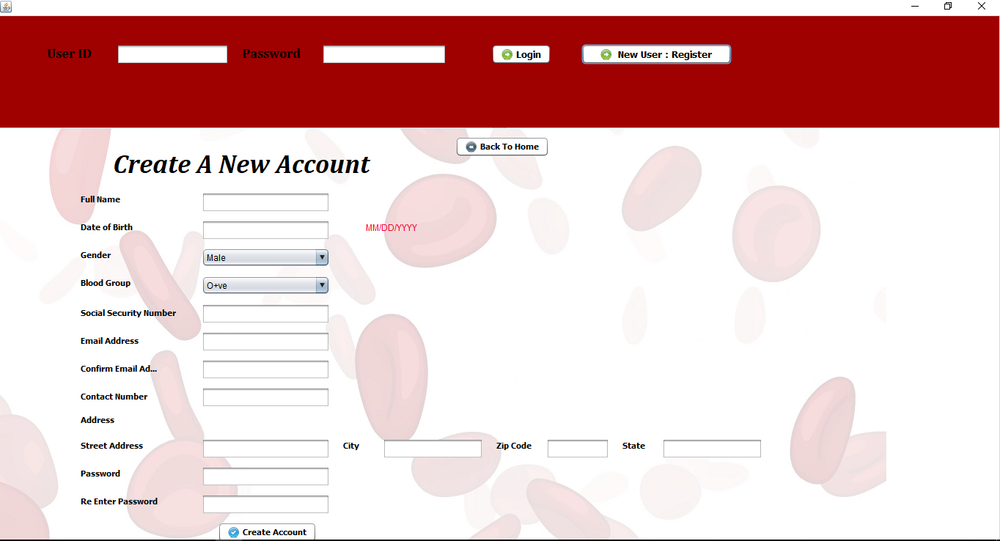 User ID Password Login New User : Register
Back To Home
Create A New Account
Full Name
Date of Birth MM/DD/YYYY
Gender Male
Blood Group O+ve
Social Security Number
Email Address
Confirm Email Ad...
Contact Number
Address
Street Address City Zip Code State
Password
Re Enter Password
Create Account